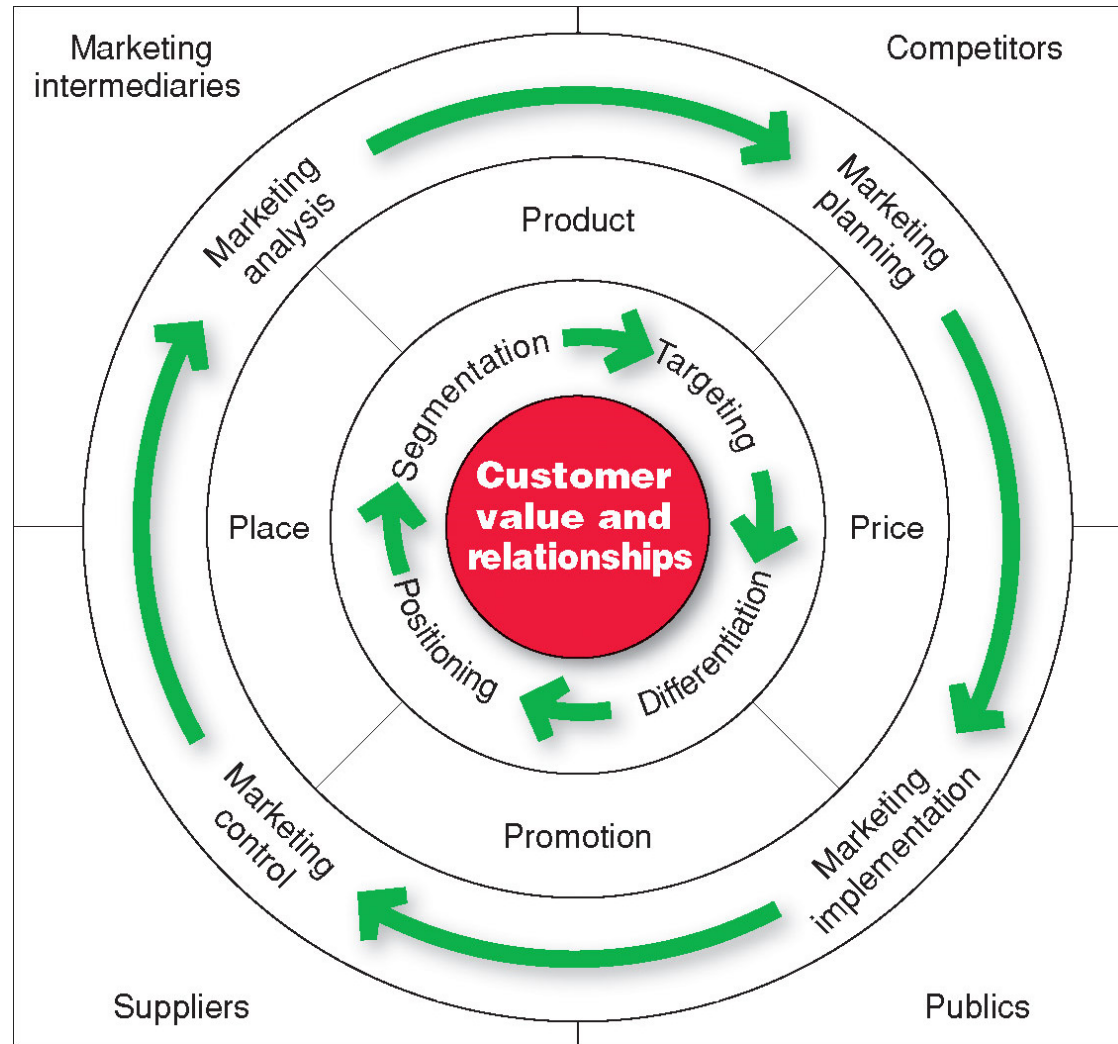 Marketing
intermediaries
Competitors
Marketing
analysis
Marketing
planning
Product
Segmentation
Targeting
Customer
value and
relationships
Place
Price
Positioning
Differentiation
Promotion
Marketing
control
Marketing
implementation
Suppliers
Publics